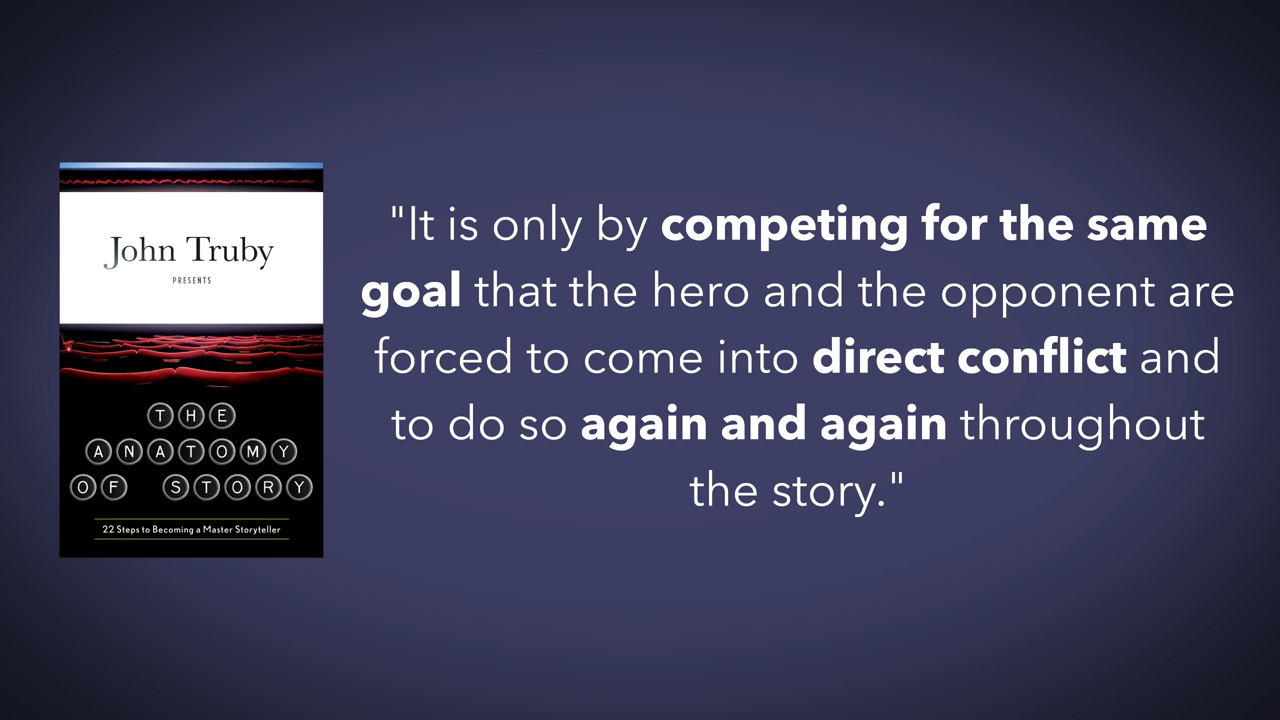 John Truby
PRESENTS
THE
ANATOMY
OF STORY
22 Steps to Becoming a Master Storyteller
"It is only by competing for the same
goal that the hero and the opponent are
forced to come into direct conflict and
to do so again and again throughout
the story."